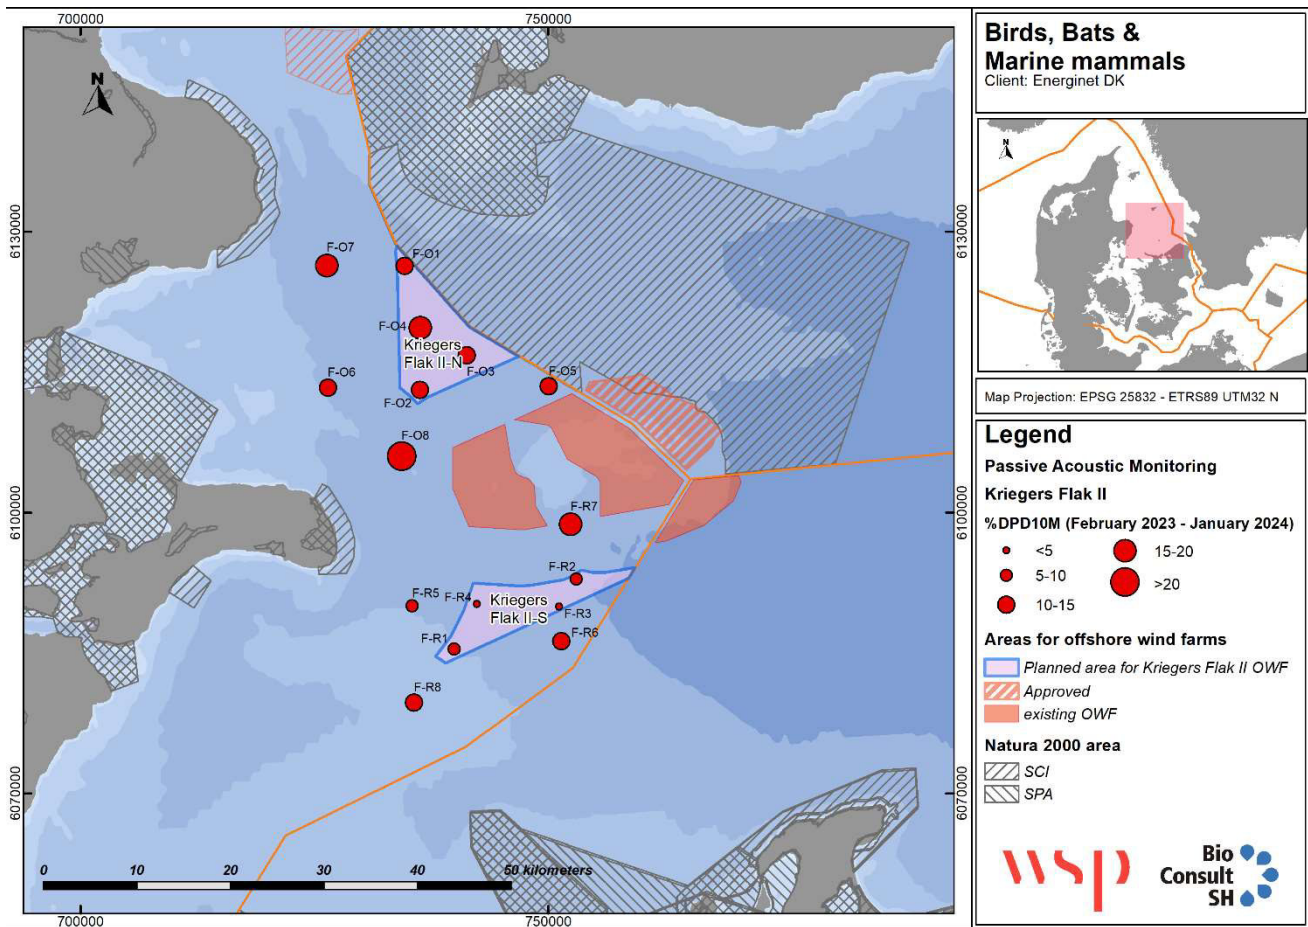 700000
750000
N
6130000
6130000
F-O7
F-O1
F-O4
Kriegers
Flak II-N
F-O3
F-O6
F-O2
F-O5
F-O8
6100000
6100000
F-R7
F-R2
F-R5
F-R4
Kriegers
Flak II-S
F-R3
F-R1
F-R6
F-R8
6070000
6070000
0 10 20 30 40 50 kilometers
700000
750000
Birds, Bats &
Marine mammals
Client: Energinet DK
N
Map Projection: EPSG 25832 - ETRS89 UTM32 N
Legend
Passive Acoustic Monitoring
Kriegers Flak II
%DPD10M (February 2023 - January 2024)
<5
5-10
10-15
15-20
>20
Areas for offshore wind farms
Planned area for Kriegers Flak II OWF
Approved
existing OWF
Natura 2000 area
SCI
SPA
wsp
Bio
Consult
SH